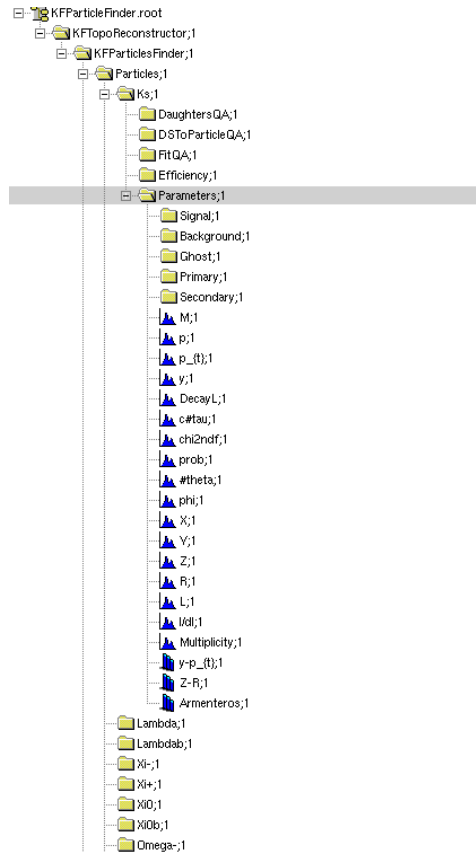 KFParticleFinder.root
KFTopoReconstructor;1
KFParticlesFinder;1
Particles;1
Ks;1
DaughtersQA;1
DSToParticleQA;1
FitQA;1
Efficiency;1
Parameters;1
Signal;1
Background;1
Ghost;1
Primary;1
Secondary;1
M;1
p;1
p_{t};1
y;1
DecayL;1
c#tau;1
chi2ndf;1
prob;1
#theta;1
phi;1
X;1
Y;1
Z;1
R;1
L;1
l/dl;1
Multiplicity;1
y-p_{t};1
Z-R;1
Armenteros;1
Lambda;1
Lambdab;1
Xi-;1
Xi+;1
Xi0;1
Xi0b;1
Omega-;1